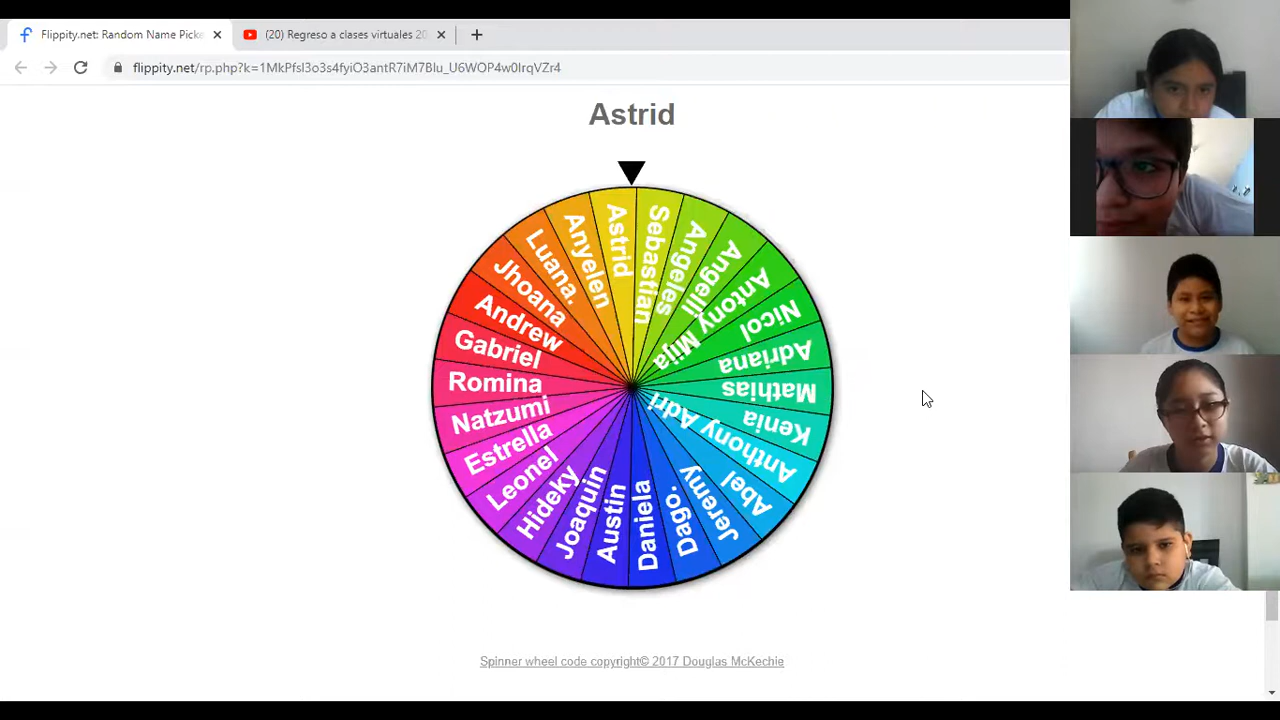 Flippity.net: Random Name Picke
(20) Regreso a clases virtuales 20
flippity.net/rp.php?k=1MkPfsI3o3s4fyiO3antR7iM7Blu_U6WOP4w0IrqVZr4
Astrid
Astrid
Sebastian
Angeles
Angeli
Antony Mija
Nicol
Adriana
Mathias
Kenia
Anthony Adri
Abel
Jeremy
Dago.
Daniela
Austin
Joaquin
Hideky
Leonel
Estrella
Natzumi
Romina
Gabriel
Andrew
Jhoana
Luana.
Anyelen
Spinner wheel code copyright© 2017 Douglas McKechie